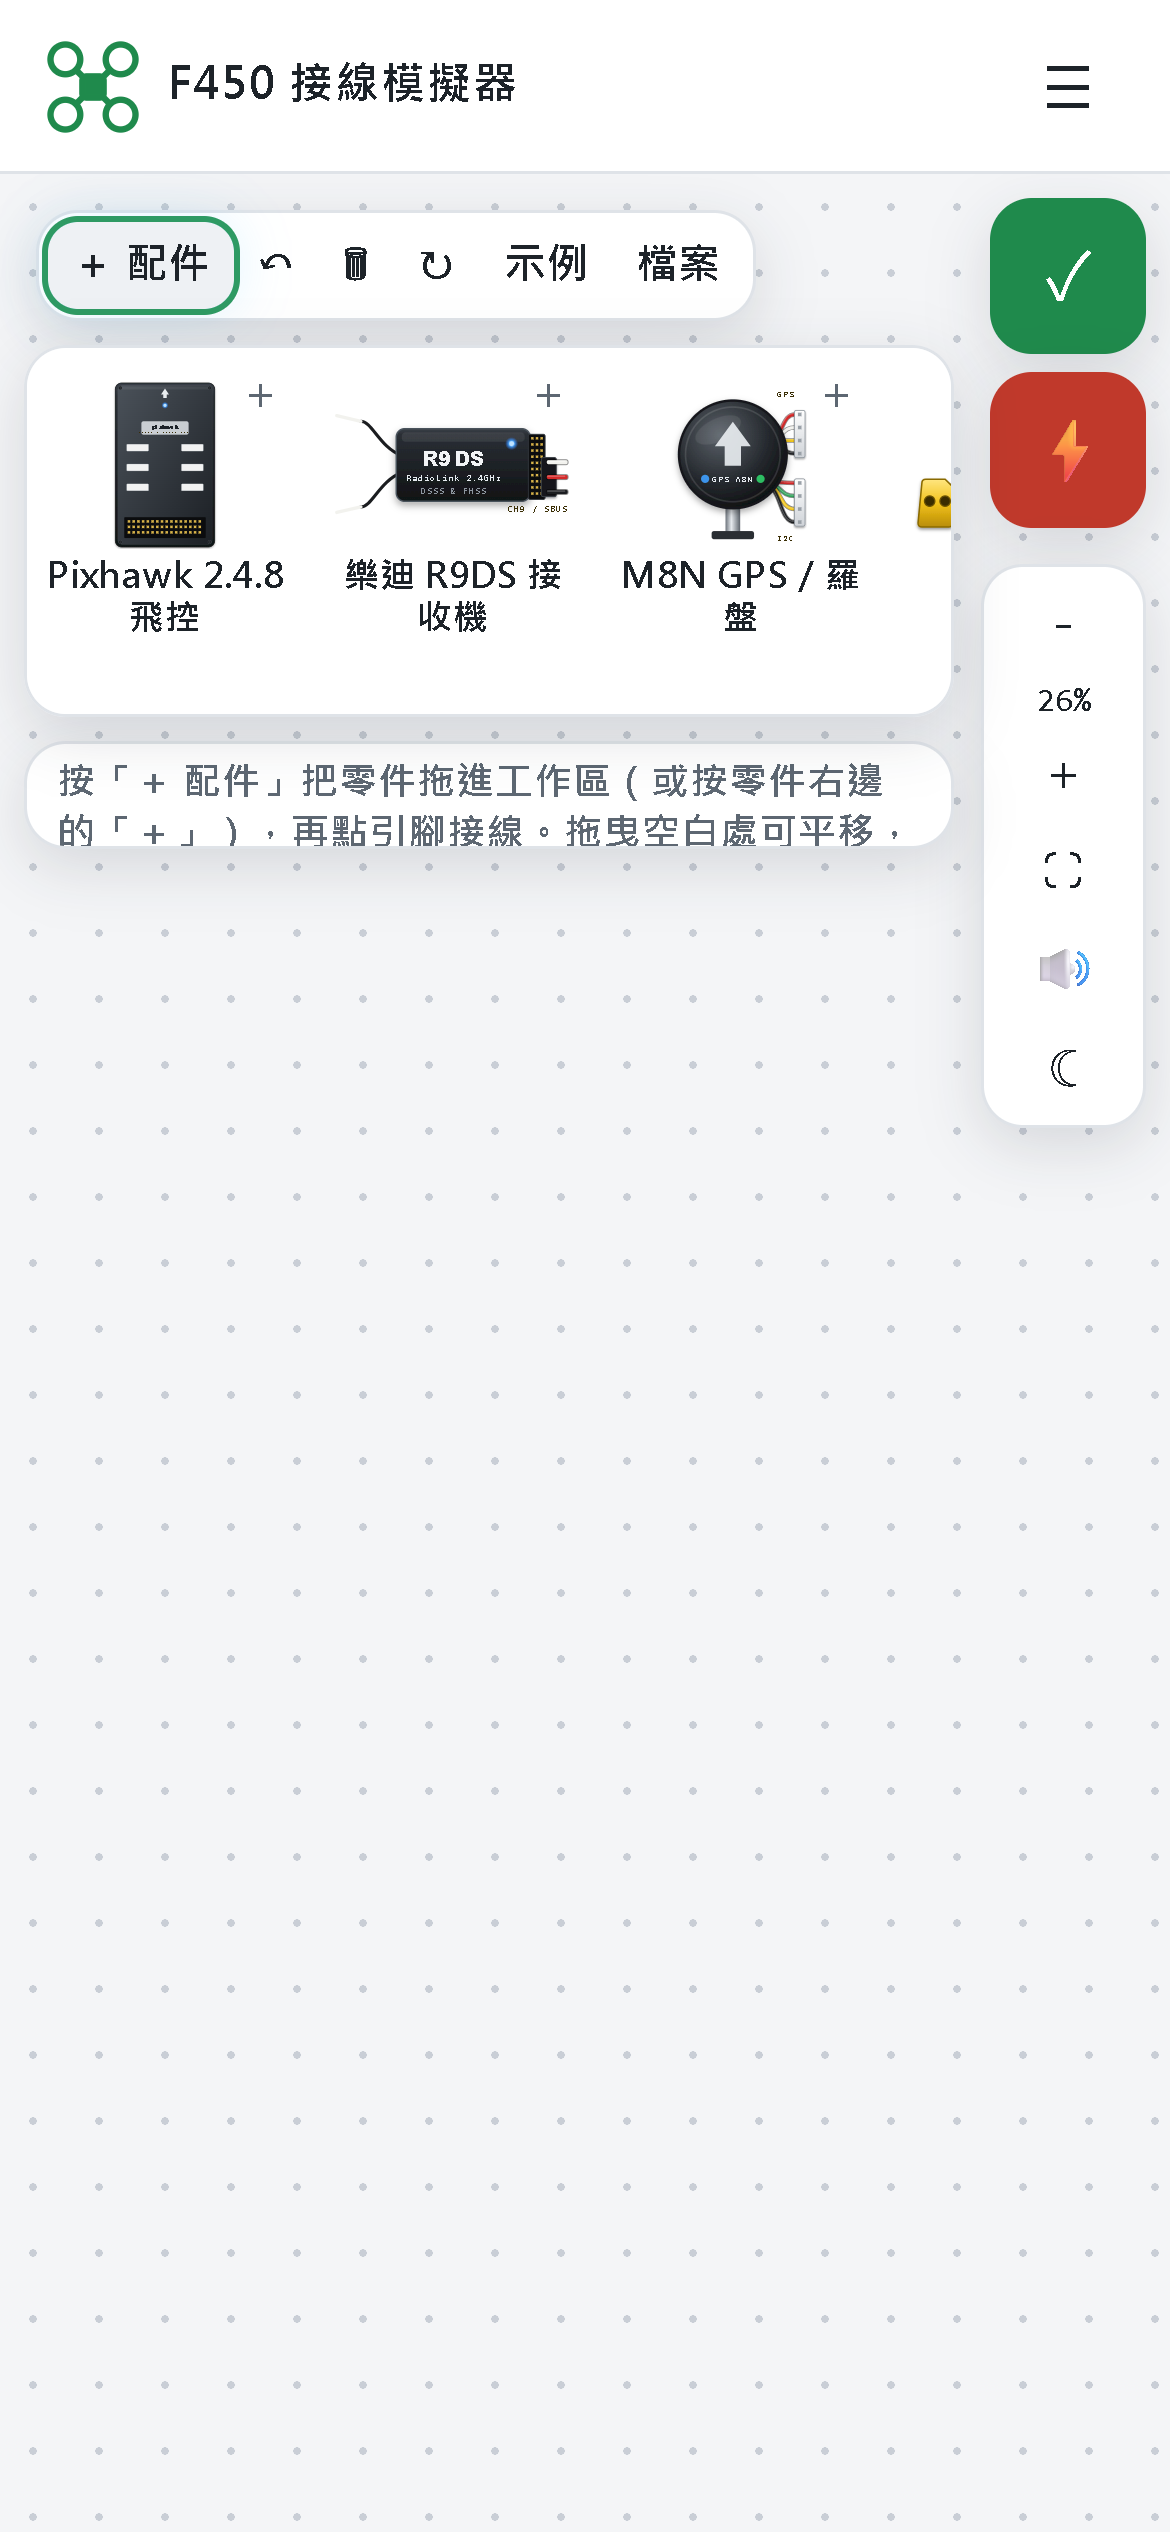 F450 接線模擬器
+ 配件
示例
檔案
Pixhawk 2.4.8
飛控
R9 DS
RadioLink 2.4GHz
DSSS & FHSS
CH9 / SBUS
樂迪 R9DS 接
收機
GPS
GPS M8N
I2C
M8N GPS / 羅
盤
-
26%
+
按「 + 配件」把零件拖進工作區（或按零件右邊
的「 + 」），再點引腳接線。拖曳空白處可平移，